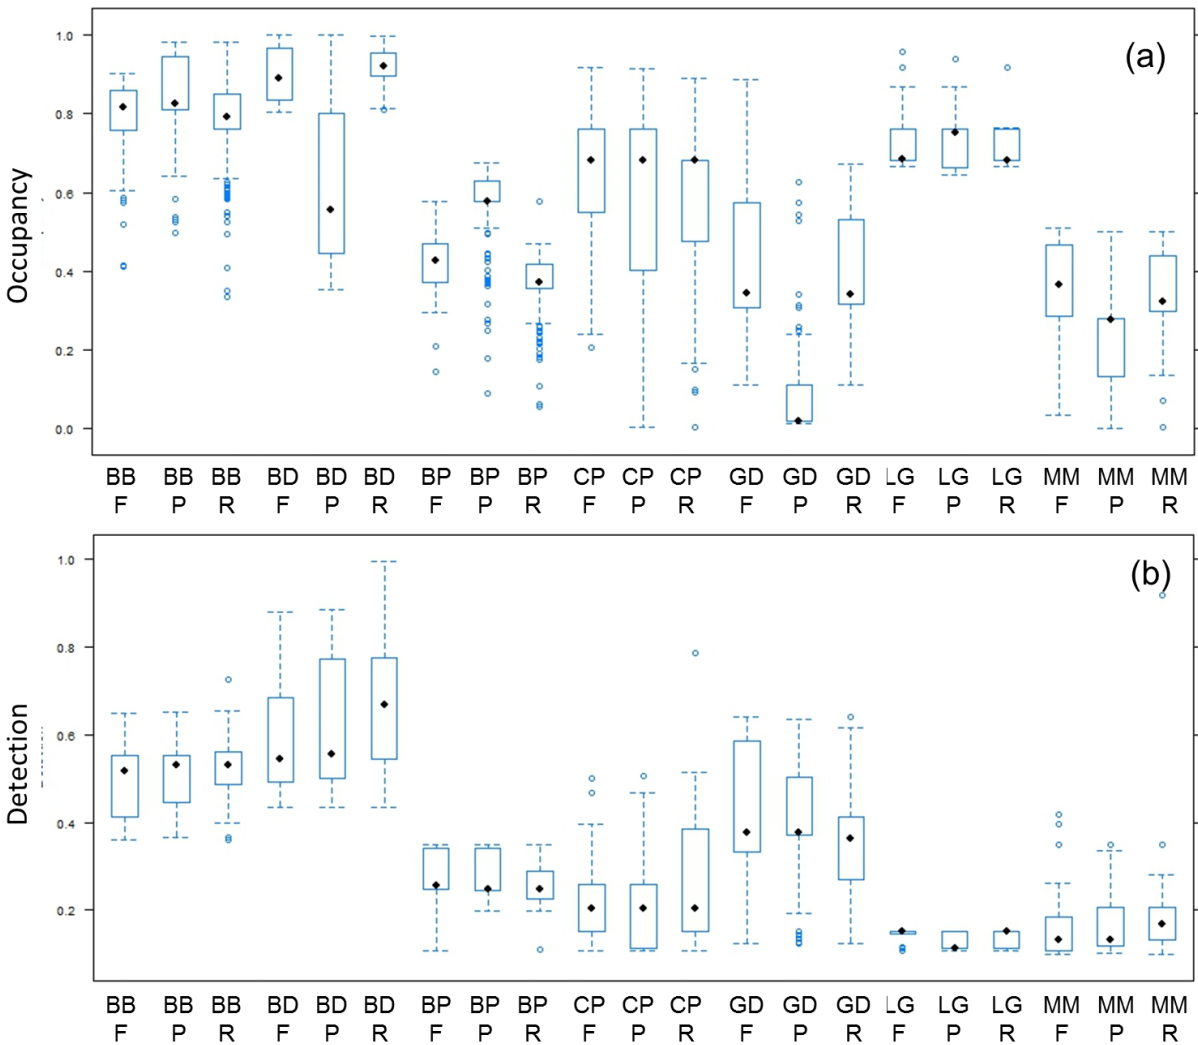 (a)
Occupancy
1.0
0.8
0.6
0.4
0.2
0.0
BB BB BB BD BD BD BP BP BP CP CP CP GD GD GD LG LG LG MM MM MM
F P R F P R F P R F P R F P R F P R F P R
(b)
Detection
1.0
0.8
0.6
0.4
0.2
BB BB BB BD BD BD BP BP BP CP CP CP GD GD GD LG LG LG MM MM MM
F P R F P R F P R F P R F P R F P R F P R